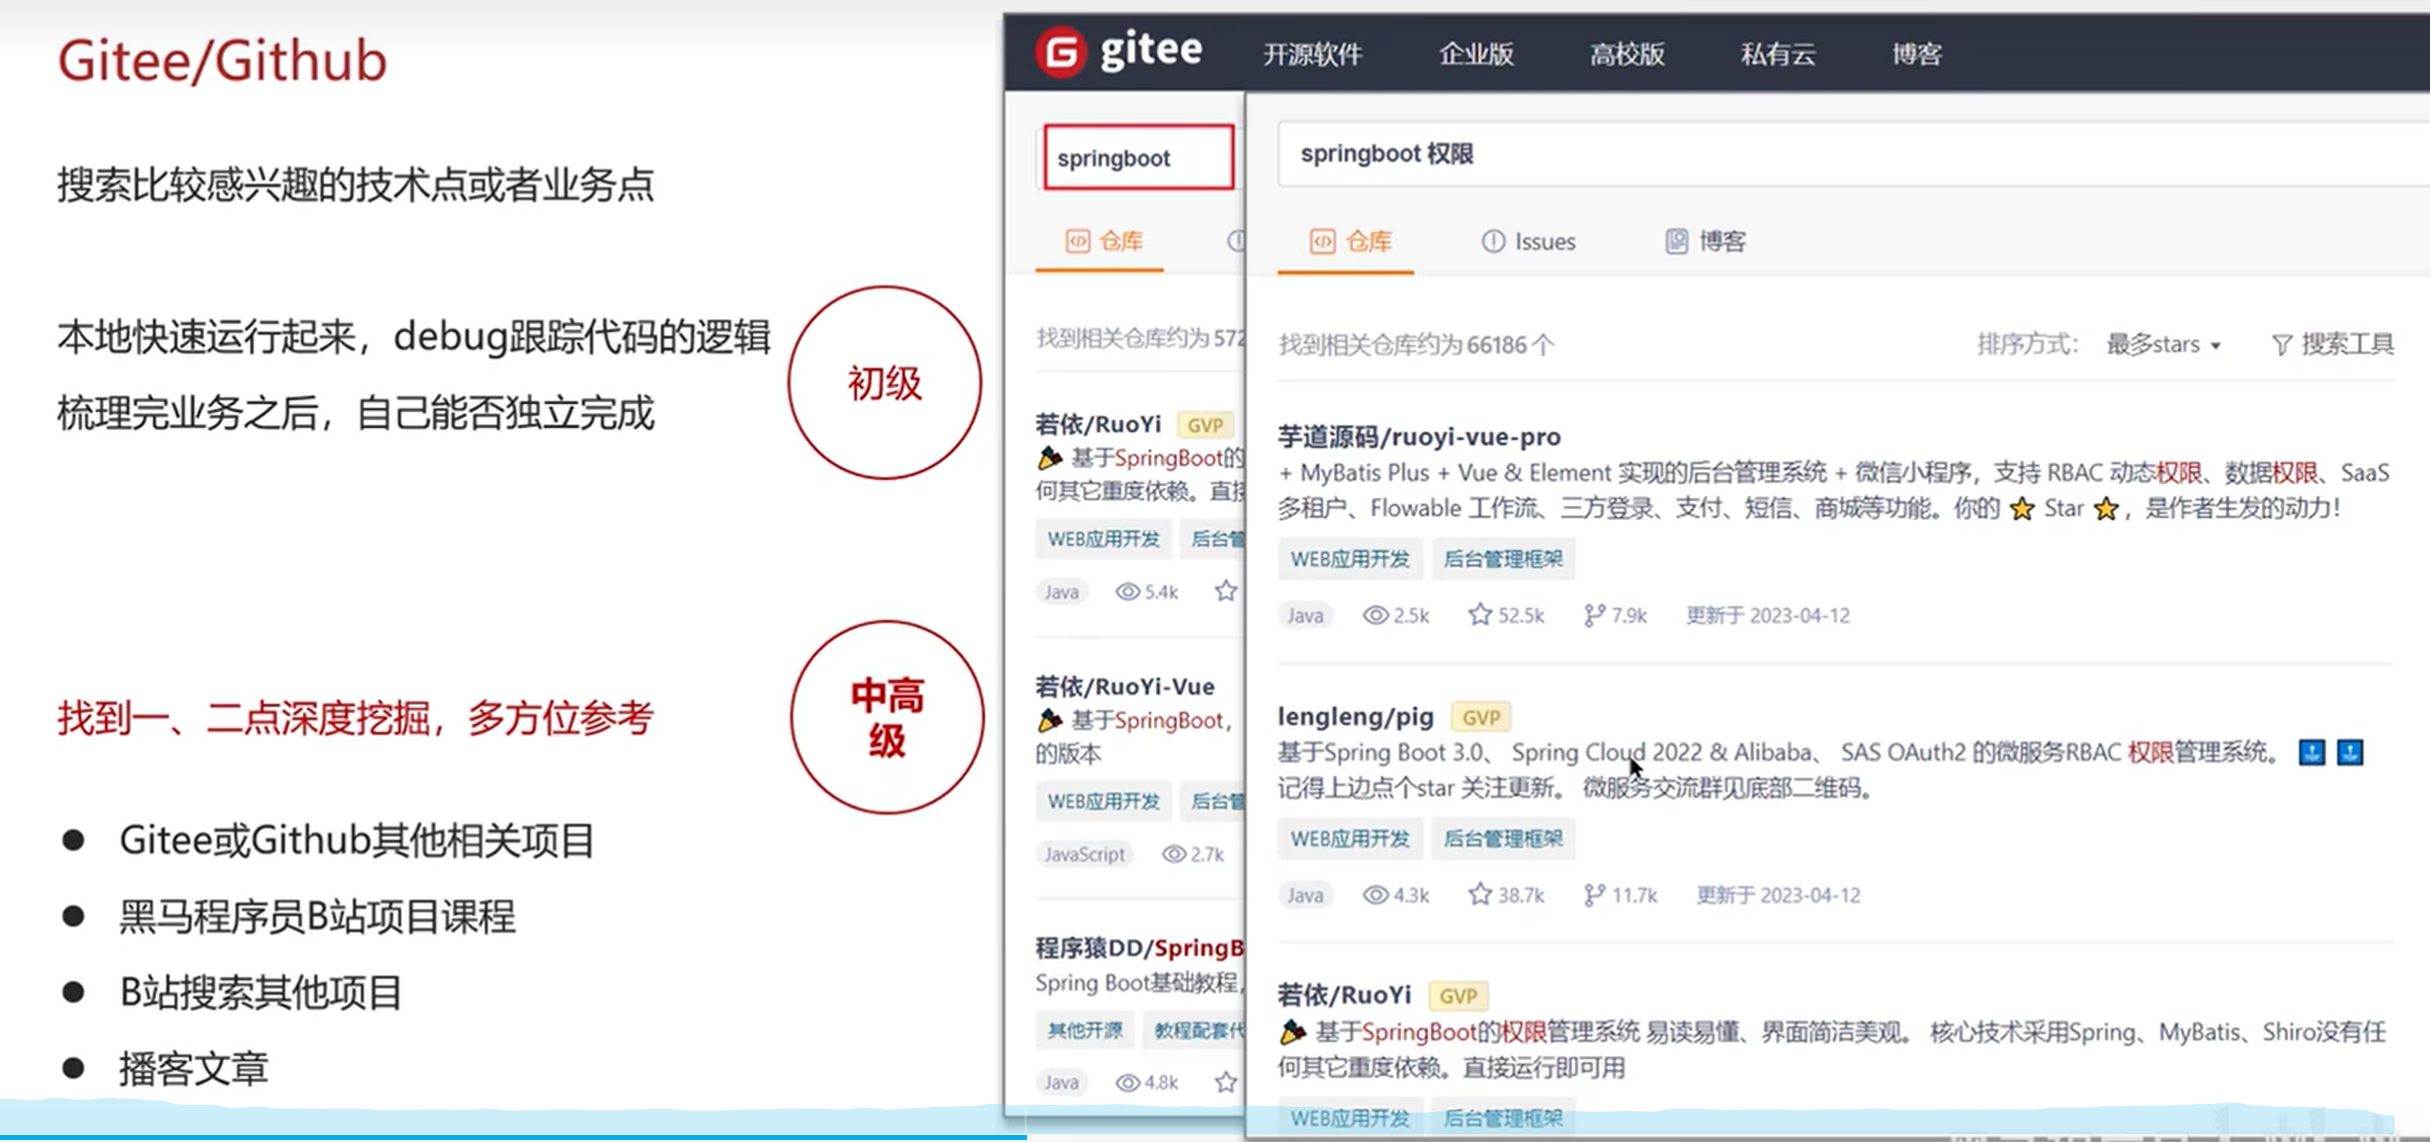 Gitee/Github
搜索比较感兴趣的技术点或者业务点
本地快速运行起来，debug跟踪代码的逻辑
梳理完业务之后，自己能否独立完成
初级
找到一、二点深度挖掘，多方位参考
中高
级
● Gitee或Github其他相关项目
● 黑马程序员B站项目课程
● B站搜索其他项目
● 播客文章
gitee 开源软件 企业版 高校版 私有云 博客
springboot
仓库
找到相关仓库约为 572
若依/RuoYi GVP
基于SpringBoot的
何其它重度依赖。直接
WEB应用开发 后台管
Java 5.4k
若依/RuoYi-Vue
基于SpringBoot，
的版本
WEB应用开发 后台管
JavaScript 2.7k
程序猿DD/SpringB
Spring Boot基础教程，
其他开源 教程配套代
Java 4.8k
springboot 权限
仓库 Issues 博客
找到相关仓库约为 66186 个 排序方式： 最多stars 搜索工具
芋道源码/ruoyi-vue-pro
+ MyBatis Plus + Vue & Element 实现的后台管理系统 + 微信小程序，支持 RBAC 动态权限、数据权限、SaaS
多租户、Flowable 工作流、三方登录、支付、短信、商城等功能。你的 ⭐ Star ⭐，是作者生发的动力！
WEB应用开发 后台管理框架
Java 2.5k 52.5k 7.9k 更新于 2023-04-12
lengleng/pig GVP
基于Spring Boot 3.0、 Spring Cloud 2022 & Alibaba、 SAS OAuth2 的微服务RBAC 权限管理系统。
记得上边点个star 关注更新。 微服务交流群见底部二维码。
WEB应用开发 后台管理框架
Java 4.3k 38.7k 11.7k 更新于 2023-04-12
若依/RuoYi GVP
基于SpringBoot的权限管理系统 易读易懂、界面简洁美观。 核心技术采用Spring、MyBatis、Shiro没有任
何其它重度依赖。直接运行即可用
WEB应用开发 后台管理框架